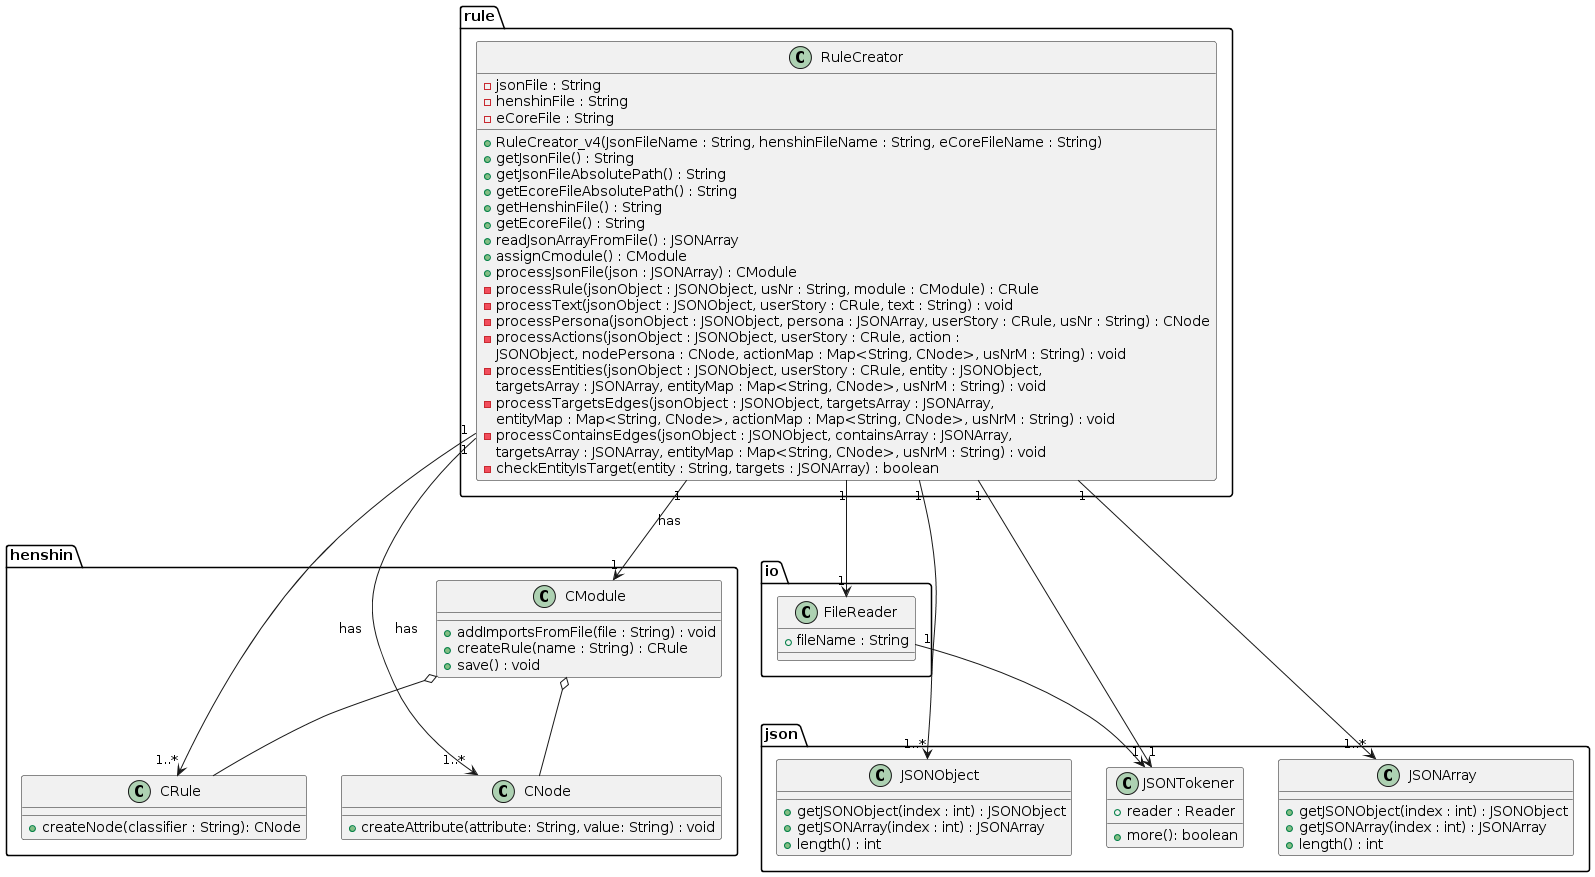 rule
RuleCreator
jsonFile : String
henshinFile : String
eCoreFile : String
RuleCreator_v4(JsonFileName : String, henshinFileName : String, eCoreFileName : String)
getJsonFile() : String
getJsonFileAbsolutePath() : String
getEcoreFileAbsolutePath() : String
getHenshinFile() : String
getEcoreFile() : String
readJsonArrayFromFile() : JSONArray
assignCmodule() : CModule
processJsonFile(json : JSONArray) : CModule
processRule(jsonObject : JSONObject, usNr : String, module : CModule) : CRule
processText(jsonObject : JSONObject, userStory : CRule, text : String) : void
processPersona(jsonObject : JSONObject, persona : JSONArray, userStory : CRule, usNr : String) : CNode
processActions(jsonObject : JSONObject, userStory : CRule, action :
JSONObject, nodePersona : CNode, actionMap : Map<String, CNode>, usNrM : String) : void
processEntities(jsonObject : JSONObject, userStory : CRule, entity : JSONObject,
targetsArray : JSONArray, entityMap : Map<String, CNode>, usNrM : String) : void
processTargetsEdges(jsonObject : JSONObject, targetsArray : JSONArray,
entityMap : Map<String, CNode>, actionMap : Map<String, CNode>, usNrM : String) : void
processContainsEdges(jsonObject : JSONObject, containsArray : JSONArray,
targetsArray : JSONArray, entityMap : Map<String, CNode>, usNrM : String) : void
checkEntityIsTarget(entity : String, targets : JSONArray) : boolean
1
1
1
1
1
1
1
has
has
has
henshin
1
CModule
addImportsFromFile(file : String) : void
createRule(name : String) : CRule
save() : void
1..*
1..*
CRule
createNode(classifier : String): CNode
CNode
createAttribute(attribute: String, value: String) : void
io
1
FileReader
fileName : String
1
json
1..*
1
1
1..*
JSONObject
getJSONObject(index : int) : JSONObject
getJSONArray(index : int) : JSONArray
length() : int
JSONTokener
reader : Reader
more(): boolean
JSONArray
getJSONObject(index : int) : JSONObject
getJSONArray(index : int) : JSONArray
length() : int